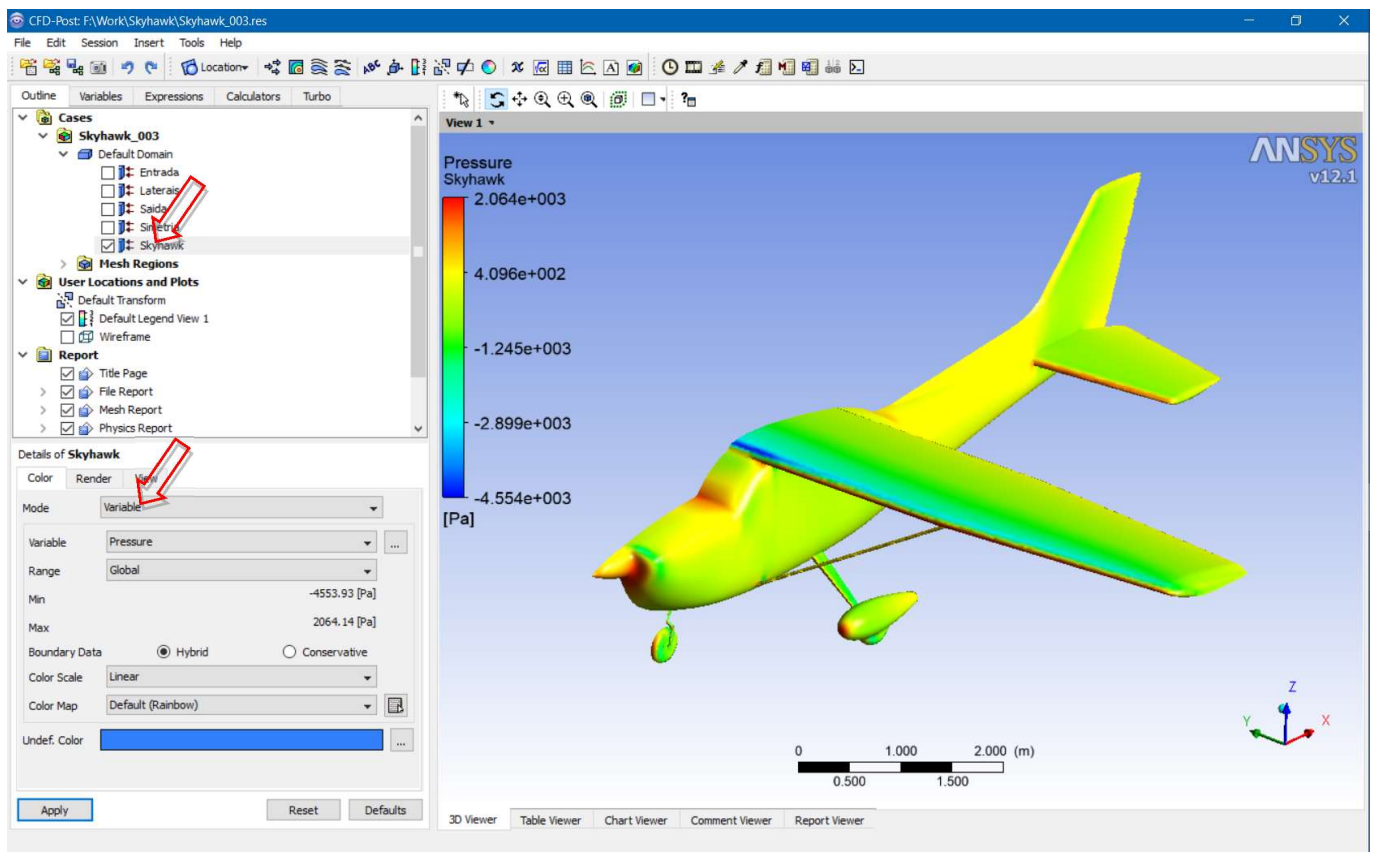 CFD-Post: F:\Work\Skyhawk\Skyhawk_003.res
File Edit Session Insert Tools Help
Location
Outline Variables Expressions Calculators Turbo
Cases
Skyhawk_003
Default Domain
Entrada
Laterais
Saida
Simetria
Skyhawk
Mesh Regions
User Locations and Plots
Default Transform
Default Legend View 1
Wireframe
Report
Title Page
File Report
Mesh Report
Physics Report
Details of Skyhawk
Color Render View
Mode Variable
Variable Pressure ...
Range Global
Min -4553.93 [Pa]
Max 2064.14 [Pa]
Boundary Data Hybrid Conservative
Color Scale Linear
Color Map Default (Rainbow)
Undef. Color ...
Apply Reset Defaults
View 1
Pressure
Skyhawk
2.064e+003
4.096e+002
-1.245e+003
-2.899e+003
-4.554e+003
[Pa]
ANSYS
v12.1
Z
Y X
0 1.000 2.000 (m)
0.500 1.500
3D Viewer Table Viewer Chart Viewer Comment Viewer Report Viewer